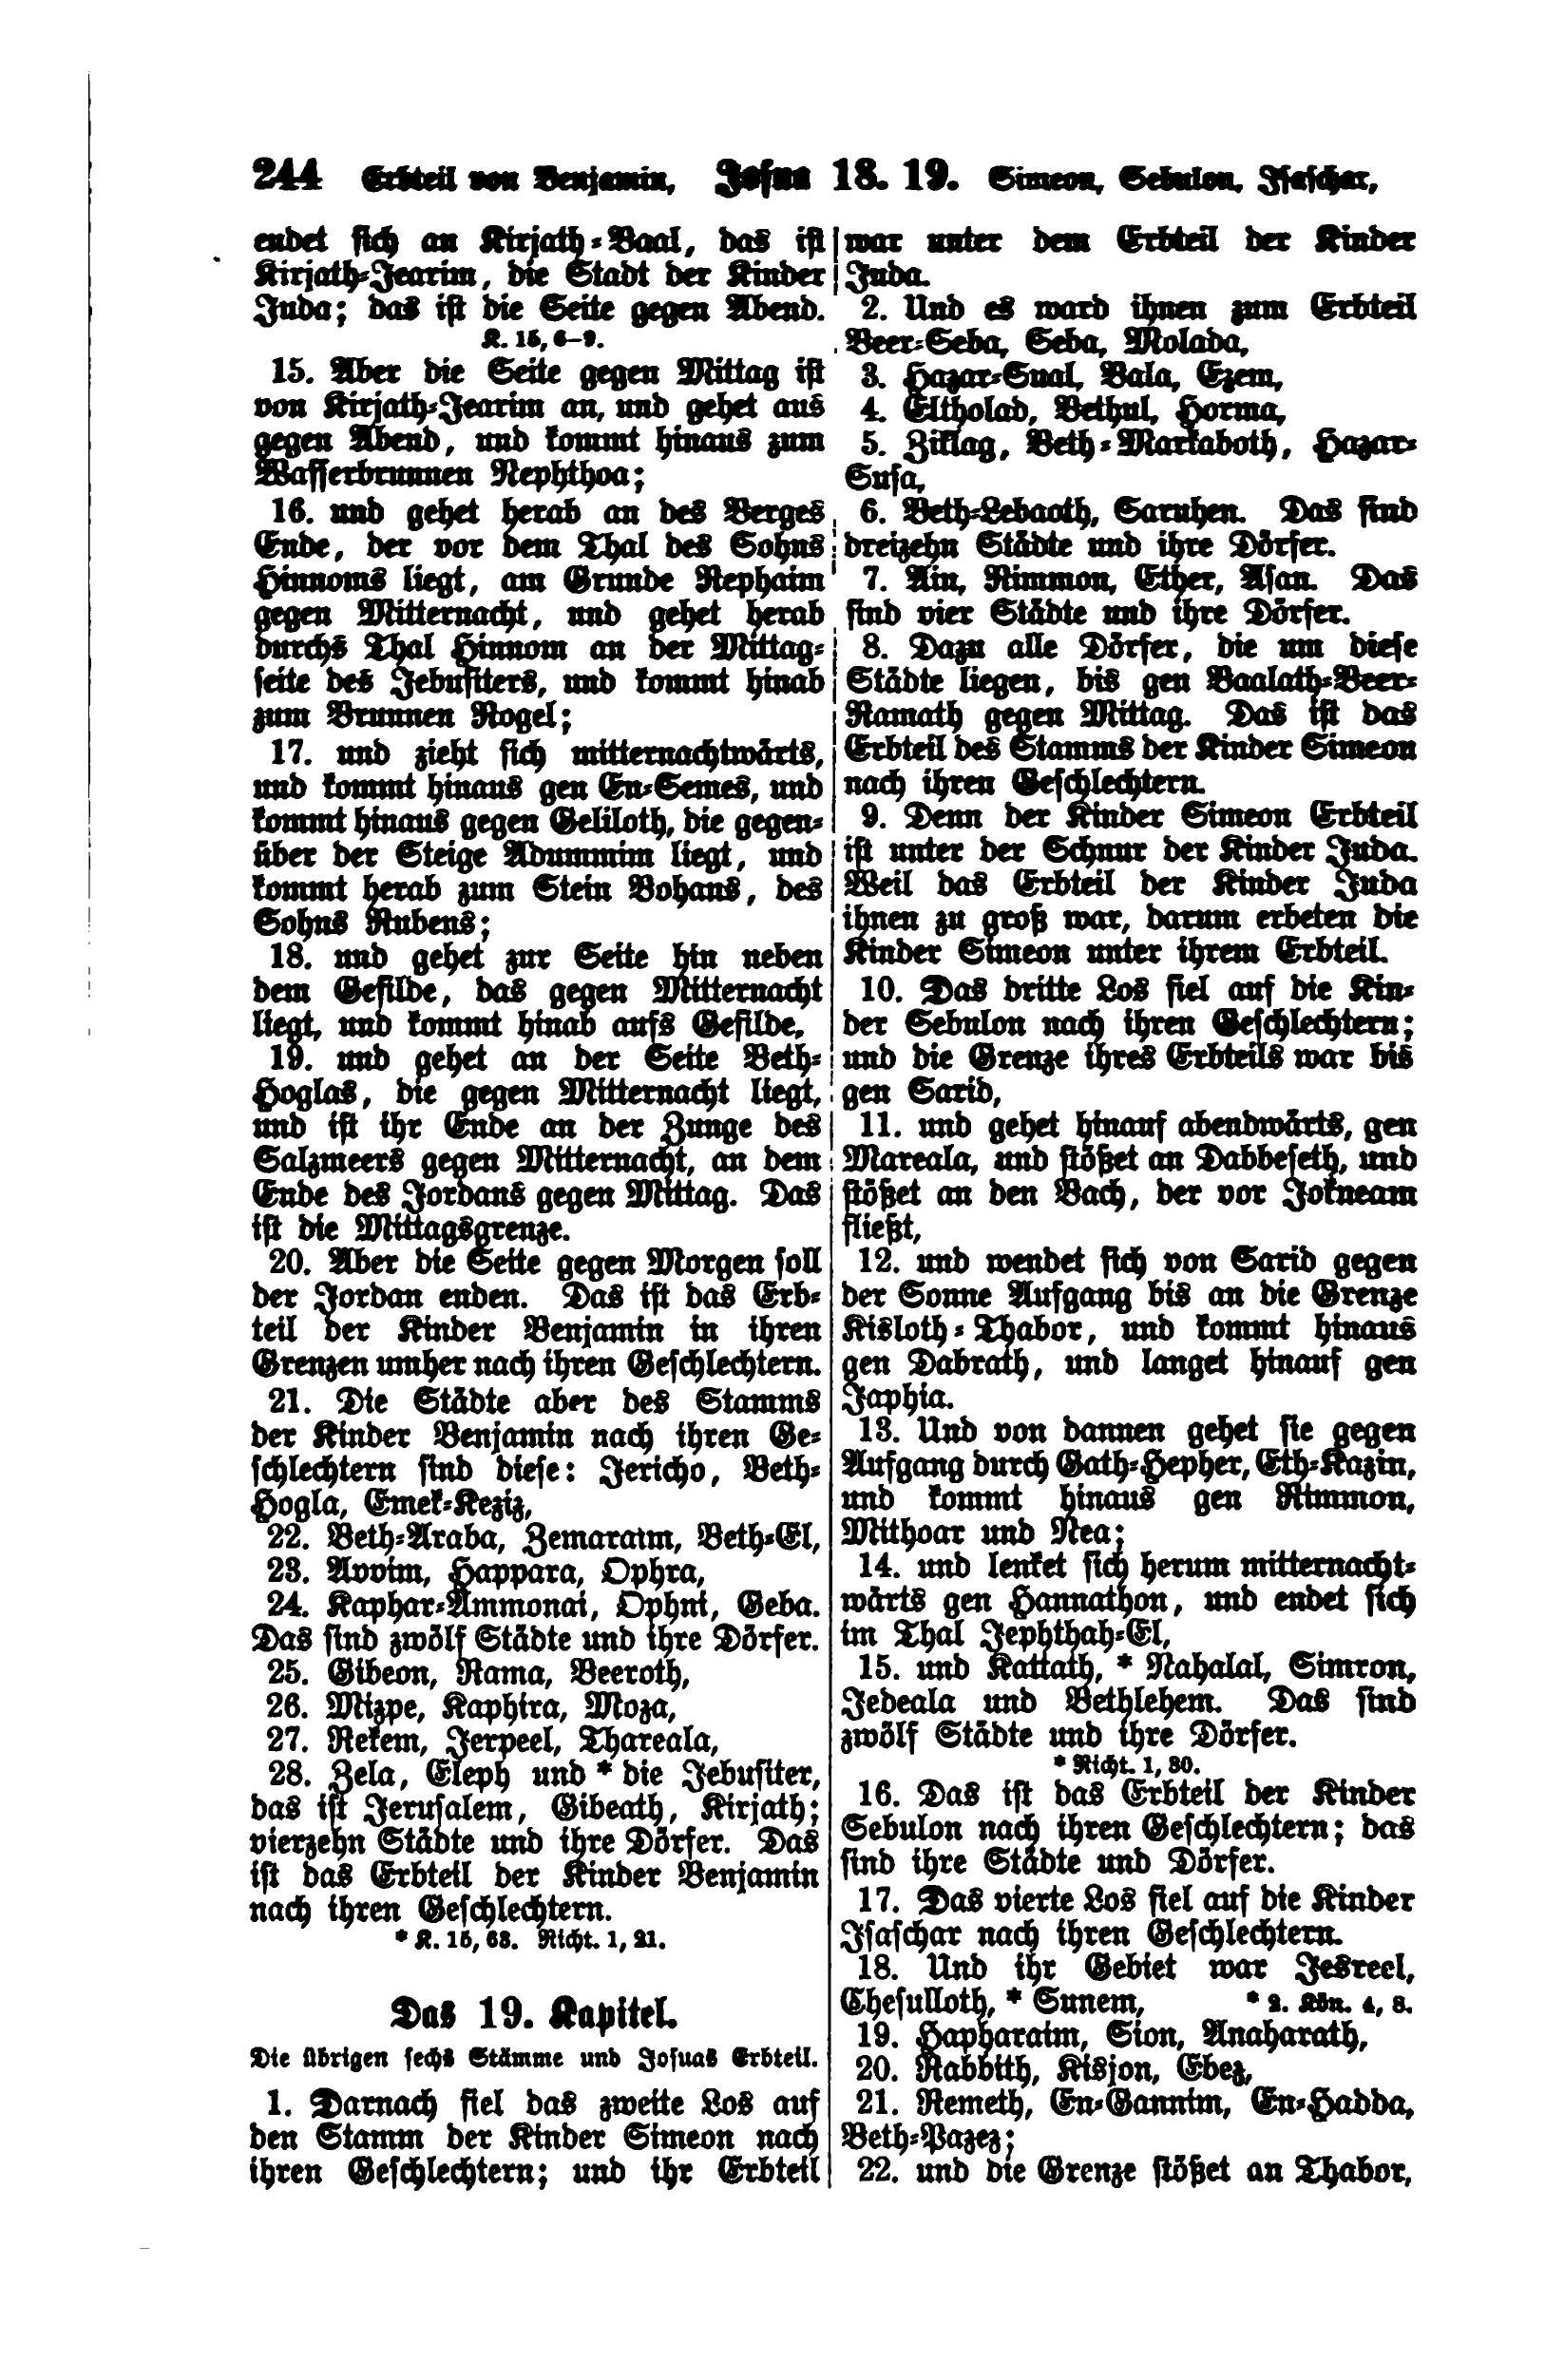 244 Erbteil von Benjamin, Josua 18. 19. Simeon, Sebulon, Isaschar,
endet sich an Kirjath-Baal, das ist
Kirjath-Jearim, die Stadt der Kinder
Juda; das ist die Seite gegen Abend.
K. 15, 6–9.
15. Aber die Seite gegen Mittag ist
von Kirjath-Jearim an, und gehet aus
gegen Abend, und kommt hinaus zum
Wasserbrunnen Nephthoa;
16. und gehet herab an des Berges
Ende, der vor dem Thal des Sohns
Hinnoms liegt, am Grunde Rephaim
gegen Mitternacht, und gehet herab
durchs Thal Hinnom an der Mittag-
seite des Jebusiters, und kommt hinab
zum Brunnen Rogel;
17. und zieht sich mitternachtwärts,
und kommt hinaus gen En-Semes, und
kommt hinaus gegen Geliloth, die gegen-
über der Steige Adummim liegt, und
kommt herab zum Stein Bohans, des
Sohns Rubens;
18. und gehet zur Seite hin neben
dem Gefilde, das gegen Mitternacht
liegt, und kommt hinab aufs Gefilde,
19. und gehet an der Seite Beth-
Hoglas, die gegen Mitternacht liegt,
und ist ihr Ende an der Zunge des
Salzmeers gegen Mitternacht, an dem
Ende des Jordans gegen Mittag. Das
ist die Mittagsgrenze.
20. Aber die Seite gegen Morgen soll
der Jordan enden. Das ist das Erb-
teil der Kinder Benjamin in ihren
Grenzen umher nach ihren Geschlechtern.
21. Die Städte aber des Stamms
der Kinder Benjamin nach ihren Ge-
schlechtern sind diese: Jericho, Beth-
Hogla, Emek-Keziz,
22. Beth-Araba, Zemaraim, Beth-El,
23. Avvim, Happara, Ophra,
24. Kaphar-Ammonai, Ophni, Geba.
Das sind zwölf Städte und ihre Dörfer.
25. Gibeon, Rama, Beeroth,
26. Mizpe, Kaphira, Moza,
27. Rekem, Jerpeel, Thareala,
28. Zela, Eleph und * die Jebusiter,
das ist Jerusalem, Gibeath, Kirjath;
vierzehn Städte und ihre Dörfer. Das
ist das Erbteil der Kinder Benjamin
nach ihren Geschlechtern.
* K. 15, 63. Richt. 1, 21.
Das 19. Kapitel.
Die übrigen sechs Stämme und Josuas Erbteil.
1. Darnach fiel das zweite Los auf
den Stamm der Kinder Simeon nach
ihren Geschlechtern; und ihr Erbteil
war unter dem Erbteil der Kinder
Juda.
2. Und es ward ihnen zum Erbteil
Beer-Seba, Seba, Molada,
3. Hazar-Sual, Bala, Ezem,
4. Eltholad, Bethul, Horma,
5. Ziklag, Beth-Markaboth, Hazar-
Susa,
6. Beth-Lebaoth, Saruhen. Das sind
dreizehn Städte und ihre Dörfer.
7. Ain, Rimmon, Ether, Asan. Das
sind vier Städte und ihre Dörfer.
8. Dazu alle Dörfer, die um diese
Städte liegen, bis gen Baalath-Beer-
Ramath gegen Mittag. Das ist das
Erbteil des Stamms der Kinder Simeon
nach ihren Geschlechtern.
9. Denn der Kinder Simeon Erbteil
ist unter der Schnur der Kinder Juda.
Weil das Erbteil der Kinder Juda
ihnen zu groß war, darum erbeten die
Kinder Simeon unter ihrem Erbteil.
10. Das dritte Los fiel auf die Kin-
der Sebulon nach ihren Geschlechtern;
und die Grenze ihres Erbteils war bis
gen Sarid,
11. und gehet hinauf abendwärts, gen
Mareala, und stößet an Dabbeseth, und
stößet an den Bach, der vor Jokneam
fließt,
12. und wendet sich von Sarid gegen
der Sonne Aufgang bis an die Grenze
Kisloth-Thabor, und kommt hinaus
gen Dabrath, und langet hinauf gen
Japhia.
13. Und von dannen gehet sie gegen
Aufgang durch Gath-Hepher, Eth-Kazin,
und kommt hinaus gen Rimmon,
Mithoar und Nea;
14. und lenket sich herum mitternacht-
wärts gen Hannathon, und endet sich
im Thal Jephthah-El,
15. und Kattath, * Nahalal, Simron,
Jedeala und Bethlehem. Das sind
zwölf Städte und ihre Dörfer.
* Richt. 1, 30.
16. Das ist das Erbteil der Kinder
Sebulon nach ihren Geschlechtern; das
sind ihre Städte und Dörfer.
17. Das vierte Los fiel auf die Kinder
Isaschar nach ihren Geschlechtern.
18. Und ihr Gebiet war Jesreel,
Chesulloth, * Sunem, * 2. Kön. 4, 8.
19. Hapharaim, Sion, Anaharath,
20. Rabbith, Kisjon, Ebez,
21. Remeth, En-Gannim, En-Hadda,
Beth-Pazez;
22. und die Grenze stößet an Thabor,